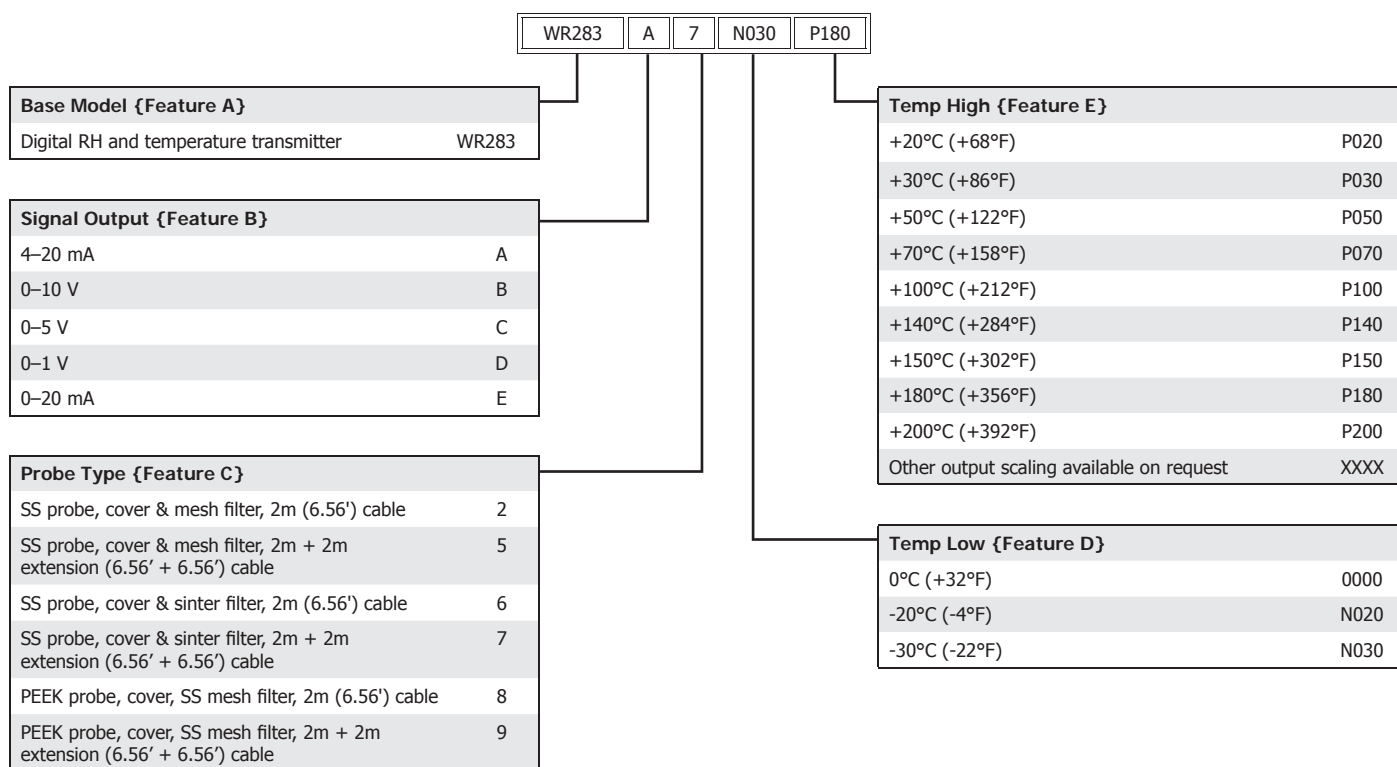 WR283 A 7 N030 P180
Base Model {Feature A}
Digital RH and temperature transmitter WR283
Signal Output {Feature B}
4–20 mA A
0–10 V B
0–5 V C
0–1 V D
0–20 mA E
Probe Type {Feature C}
SS probe, cover & mesh filter, 2m (6.56') cable 2
SS probe, cover & mesh filter, 2m + 2m 5
extension (6.56′ + 6.56′) cable
SS probe, cover & sinter filter, 2m (6.56') cable 6
SS probe, cover & sinter filter, 2m + 2m 7
extension (6.56′ + 6.56′) cable
PEEK probe, cover, SS mesh filter, 2m (6.56') cable 8
PEEK probe, cover, SS mesh filter, 2m + 2m 9
extension (6.56′ + 6.56′) cable
Temp High {Feature E}
+20°C (+68°F) P020
+30°C (+86°F) P030
+50°C (+122°F) P050
+70°C (+158°F) P070
+100°C (+212°F) P100
+140°C (+284°F) P140
+150°C (+302°F) P150
+180°C (+356°F) P180
+200°C (+392°F) P200
Other output scaling available on request XXXX
Temp Low {Feature D}
0°C (+32°F) 0000
-20°C (-4°F) N020
-30°C (-22°F) N030